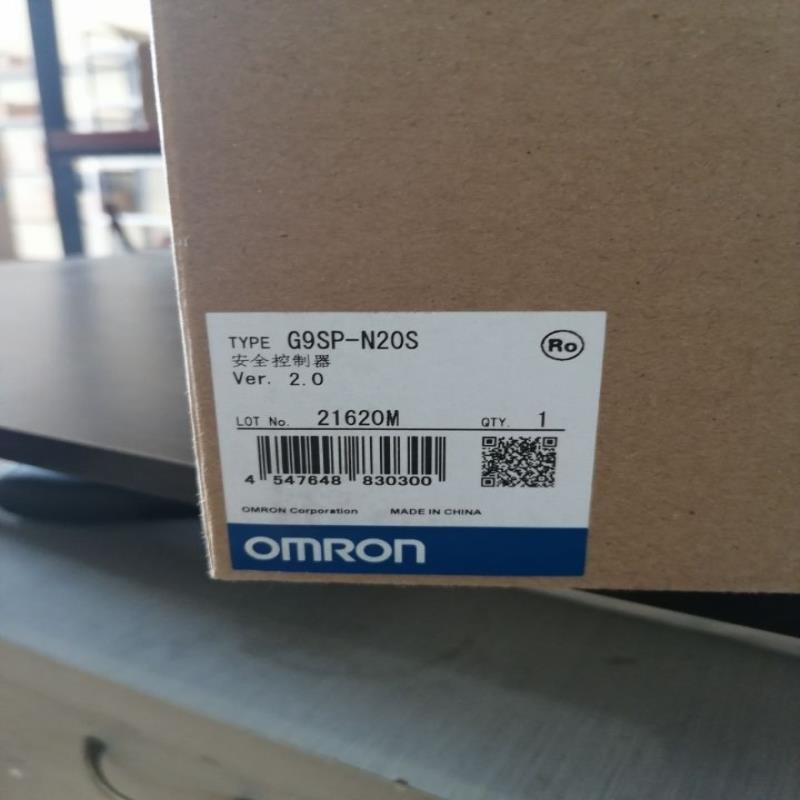 TYPE G9SP-N20S Ro
安全控制器
Ver. 2.0
LOT No. 21620M QTY. 1
4 547648 830300
OMRON Corporation MADE IN CHINA
OMRON